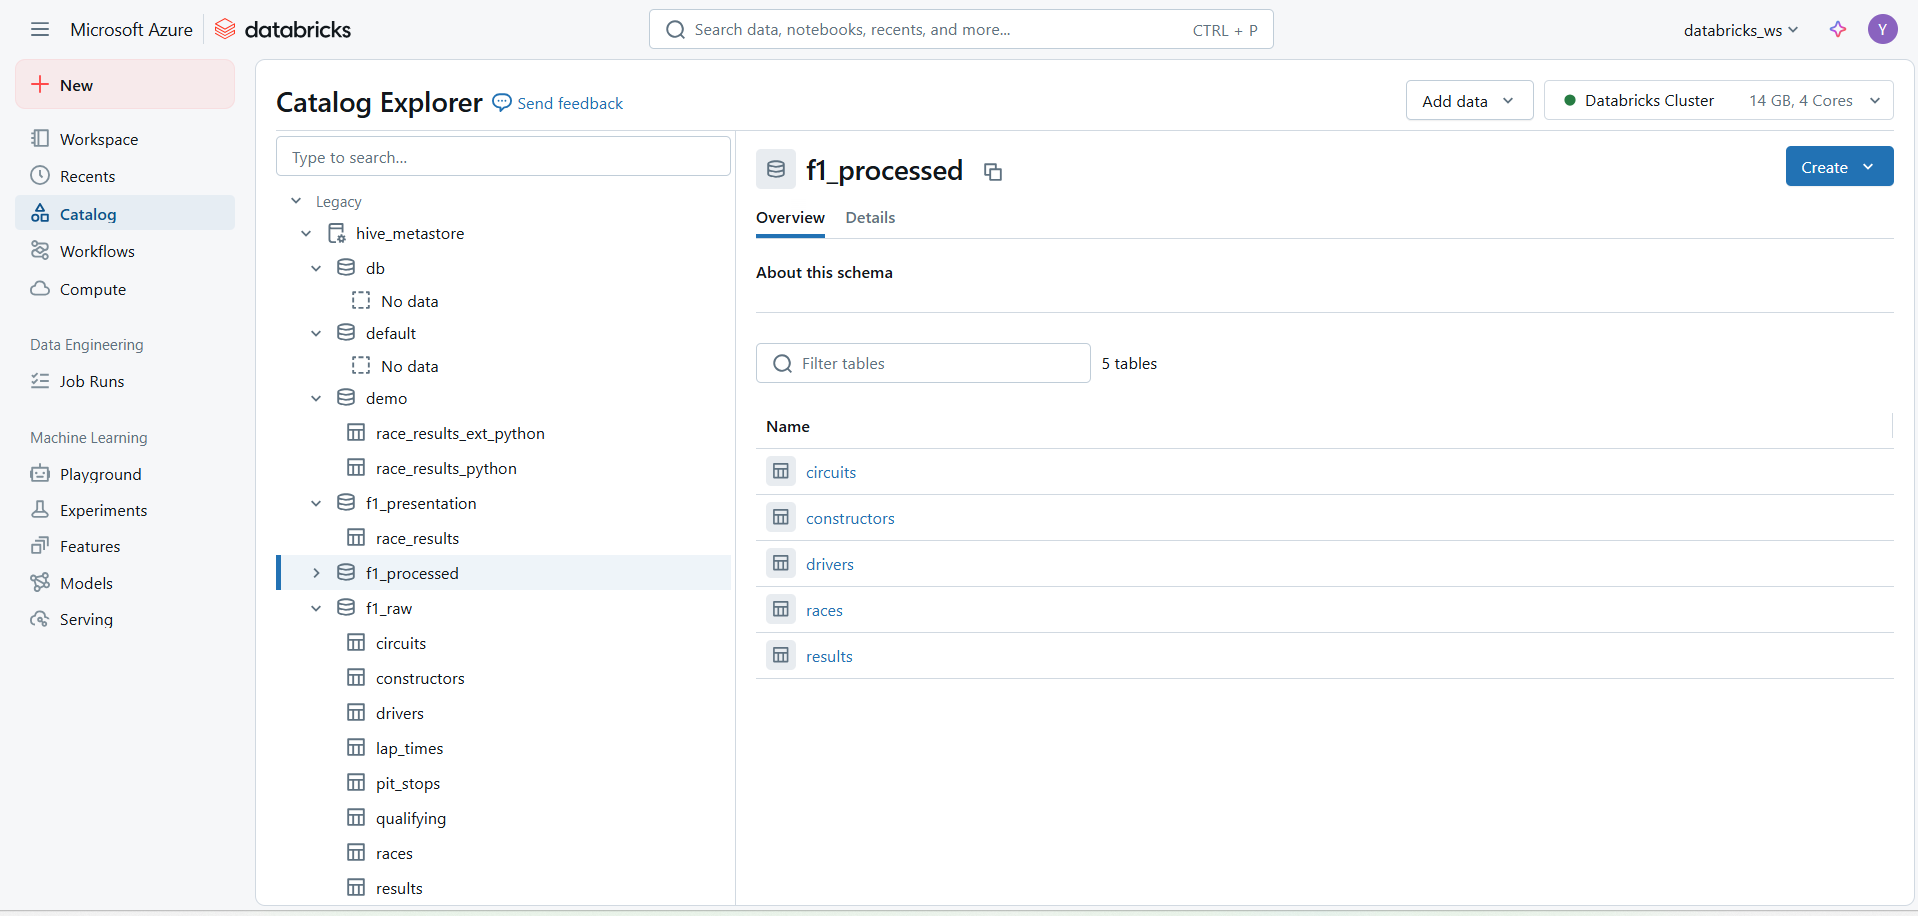 Microsoft Azure
databricks
Search data, notebooks, recents, and more...
CTRL + P
databricks_ws
Y
New
Workspace
Recents
Catalog
Workflows
Compute
Data Engineering
Job Runs
Machine Learning
Playground
Experiments
Features
Models
Serving
Catalog Explorer
Send feedback
Add data
Databricks Cluster
14 GB, 4 Cores
Type to search...
Legacy
hive_metastore
db
No data
default
No data
demo
race_results_ext_python
race_results_python
f1_presentation
race_results
f1_processed
f1_raw
circuits
constructors
drivers
lap_times
pit_stops
qualifying
races
results
f1_processed
Create
Overview
Details
About this schema
Filter tables
5 tables
Name
circuits
constructors
drivers
races
results